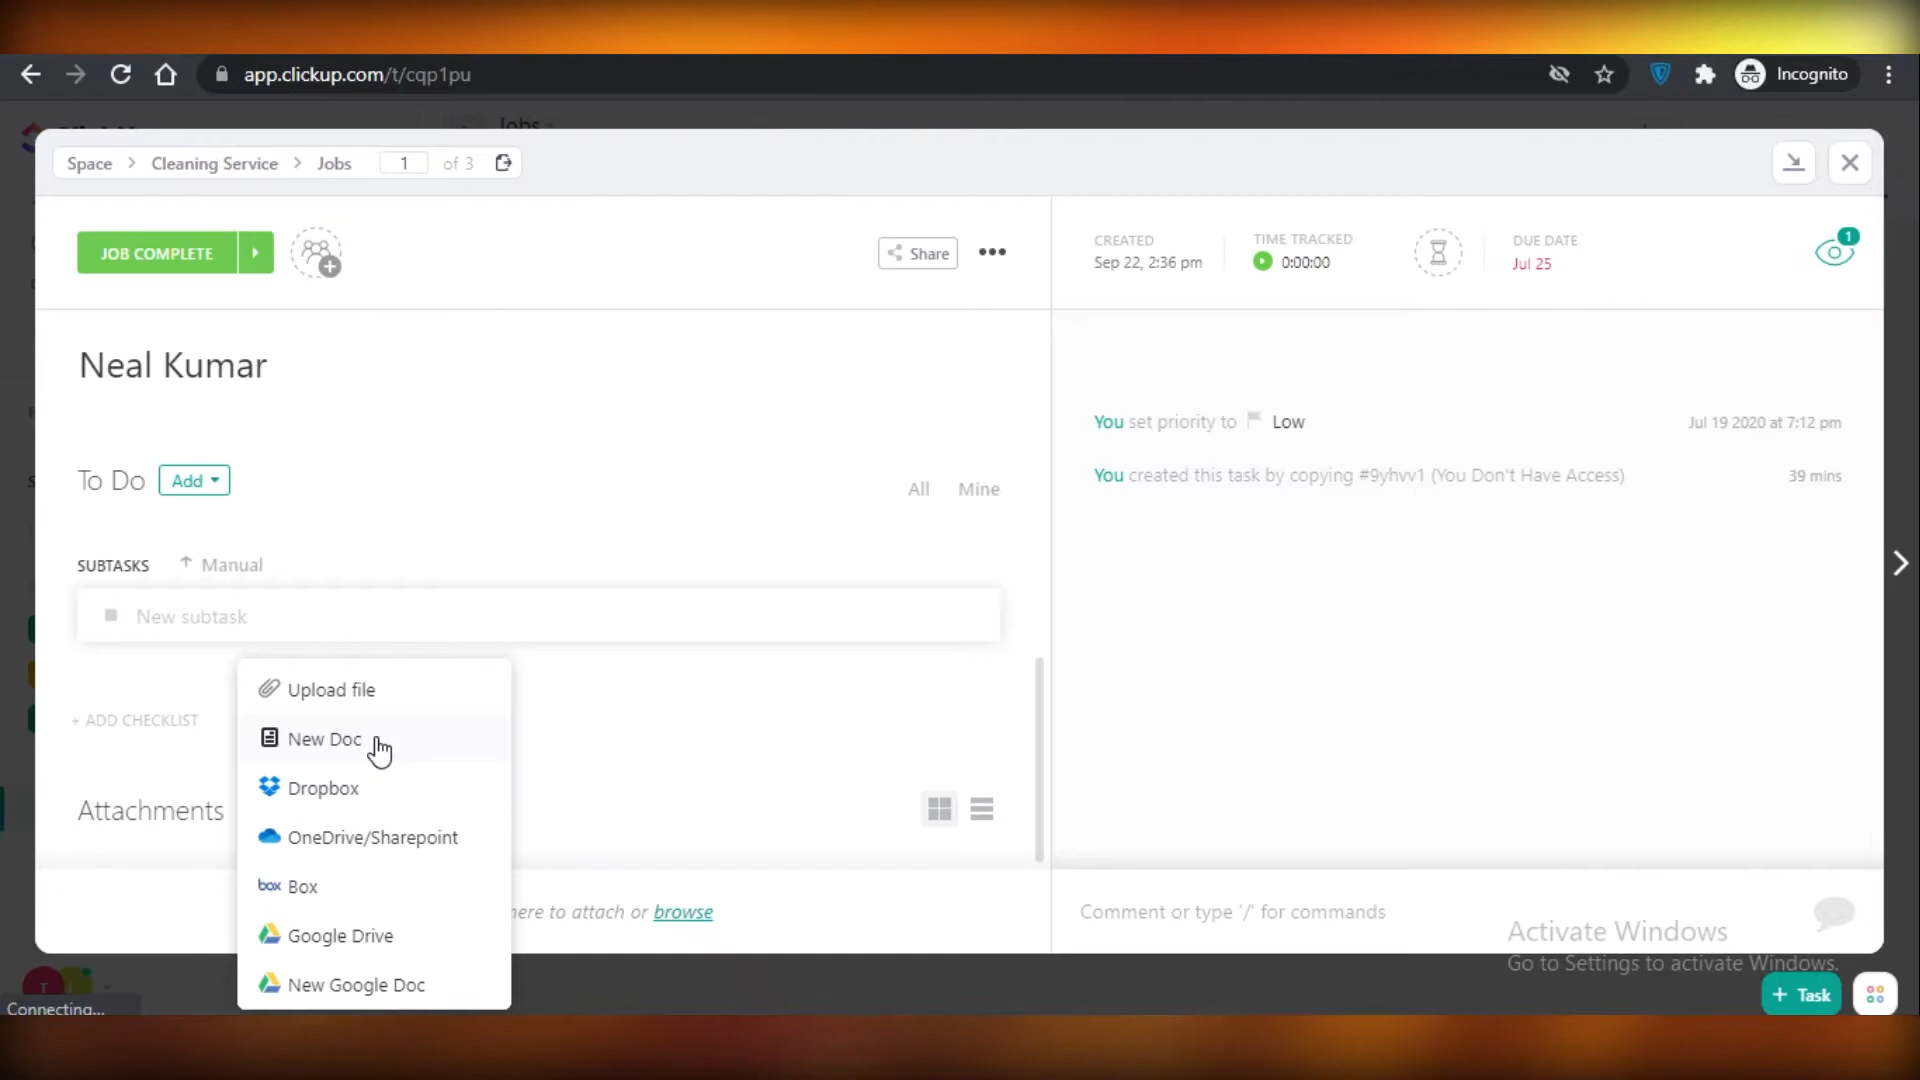 app.clickup.com/t/cqp1pu
Incognito
Jobs
Space > Cleaning Service > Jobs 1 of 3
JOB COMPLETE
Share
CREATED
Sep 22, 2:36 pm
TIME TRACKED
0:00:00
DUE DATE
Jul 25
1
Neal Kumar
To Do Add
All Mine
SUBTASKS Manual
New subtask
+ ADD CHECKLIST
Attachments
Upload file
New Doc
Dropbox
OneDrive/Sharepoint
box Box
Google Drive
New Google Doc
here to attach or browse
You set priority to Low Jul 19 2020 at 7:12 pm
You created this task by copying #9yhvv1 (You Don't Have Access) 39 mins
Comment or type '/' for commands
Activate Windows
Go to Settings to activate Windows.
+ Task
T
Connecting...